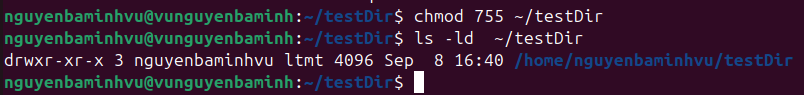 nguyenbaminhvu@vunguyenbaminh:~/testDir$ chmod 755 ~/testDir
nguyenbaminhvu@vunguyenbaminh:~/testDir$ ls -ld  ~/testDir
drwxr-xr-x 3 nguyenbaminhvu ltmt 4096 Sep  8 16:40 /home/nguyenbaminhvu/testDir
nguyenbaminhvu@vunguyenbaminh:~/testDir$